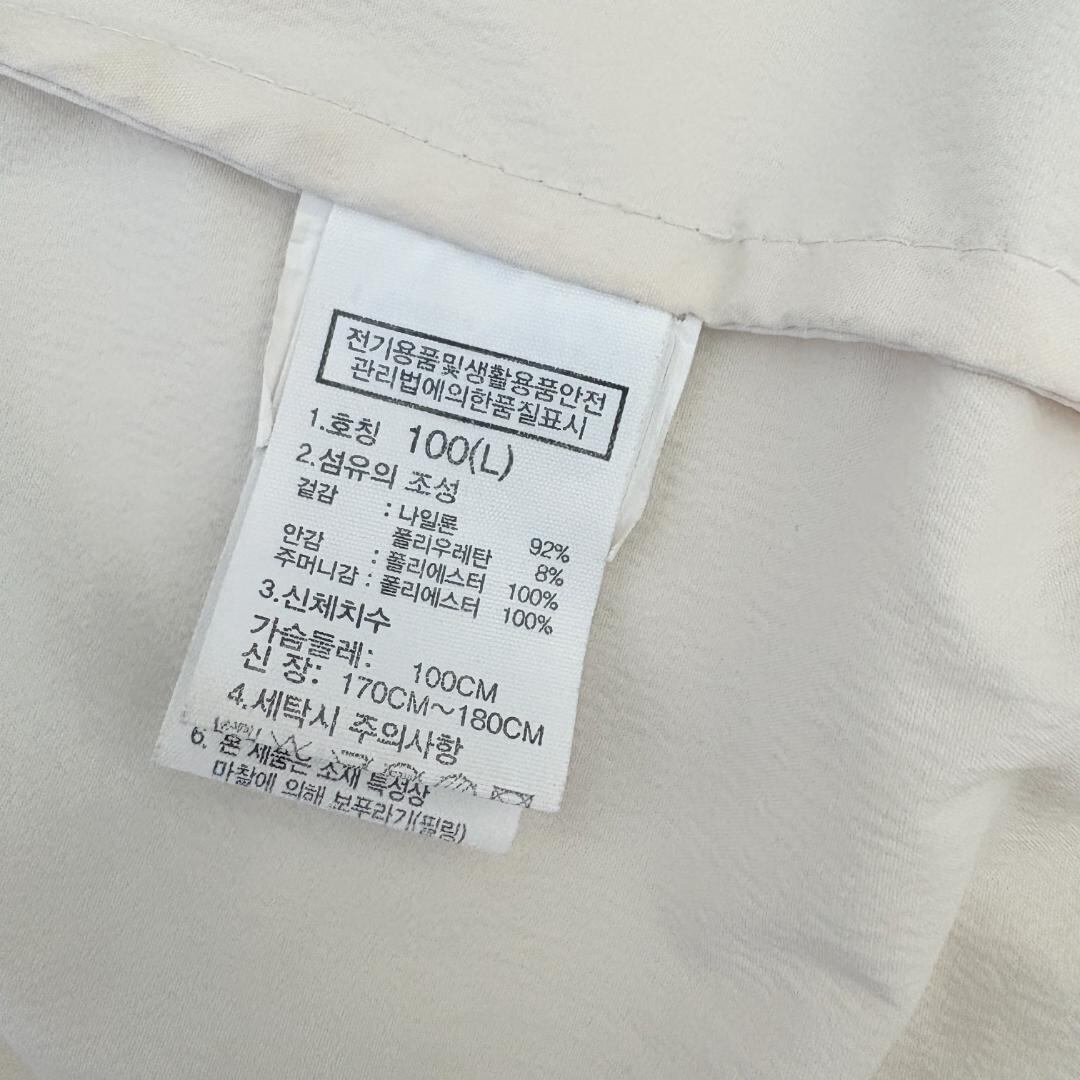 전기용품및생활용품안전
관리법에의한품질표시
1.호칭 100(L)
2.섬유의 조성
겉감 : 나일론 92%
폴리우레탄 8%
안감 : 폴리에스터 100%
주머니감 : 폴리에스터 100%
3.신체치수
가슴둘레: 100CM
신 장: 170CM~180CM
4.세탁시 주의사항
6. 본 제품은 소재 특성상
마찰에 의해 보푸라기(필링)